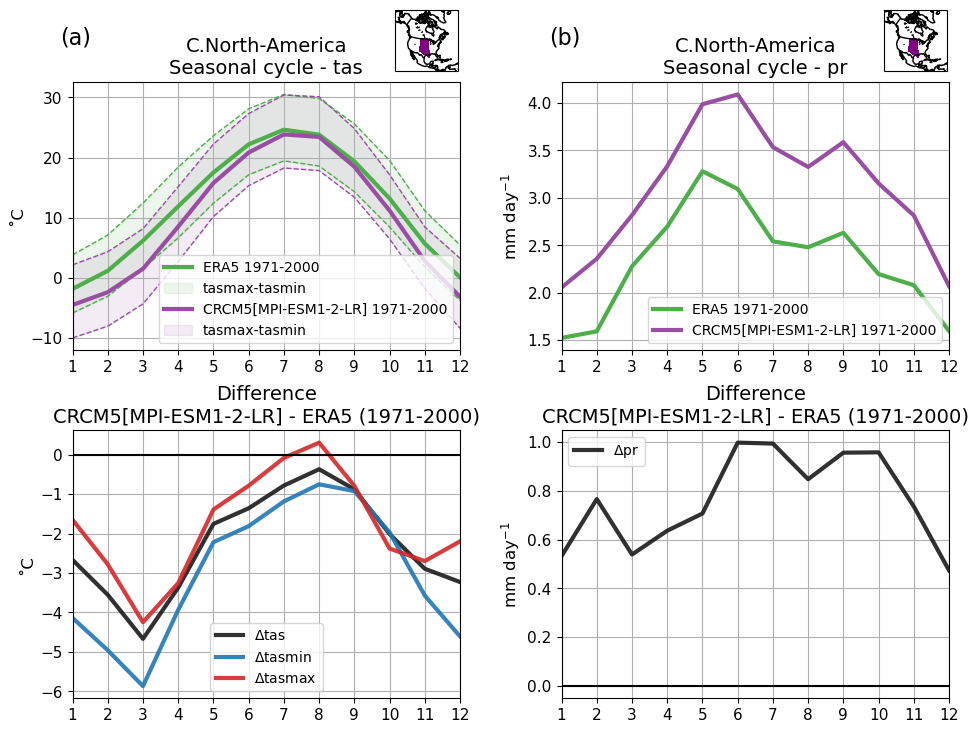 (a)
C.North-America
Seasonal cycle - tas
30
20
10
0
−10
˚C
ERA5 1971-2000
tasmax-tasmin
CRCM5[MPI-ESM1-2-LR] 1971-2000
tasmax-tasmin
1 2 3 4 5 6 7 8 9 10 11 12
(b)
C.North-America
Seasonal cycle - pr
4.0
3.5
3.0
2.5
2.0
1.5
mm day⁻¹
ERA5 1971-2000
CRCM5[MPI-ESM1-2-LR] 1971-2000
1 2 3 4 5 6 7 8 9 10 11 12
Difference
CRCM5[MPI-ESM1-2-LR] - ERA5 (1971-2000)
0
−1
−2
−3
−4
−5
−6
˚C
Δtas
Δtasmin
Δtasmax
1 2 3 4 5 6 7 8 9 10 11 12
Difference
CRCM5[MPI-ESM1-2-LR] - ERA5 (1971-2000)
1.0
0.8
0.6
0.4
0.2
0.0
mm day⁻¹
Δpr
1 2 3 4 5 6 7 8 9 10 11 12